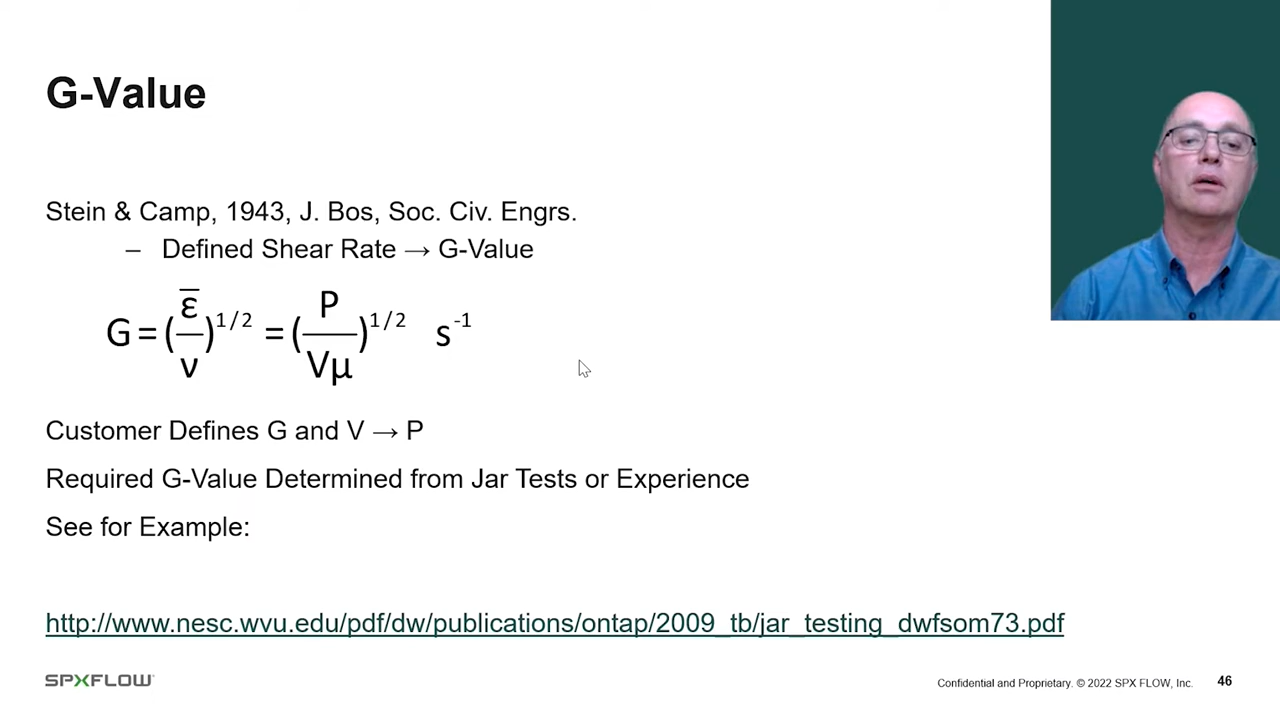 G-Value
Stein & Camp, 1943, J. Bos, Soc. Civ. Engrs.
– Defined Shear Rate → G-Value
G = (ε̅/ν)^1/2 = (P/Vμ)^1/2 s^-1
Customer Defines G and V → P
Required G-Value Determined from Jar Tests or Experience
See for Example:
http://www.nesc.wvu.edu/pdf/dw/publications/ontap/2009_tb/jar_testing_dwfsom73.pdf
SPXFLOW
Confidential and Proprietary. © 2022 SPX FLOW, Inc. 46